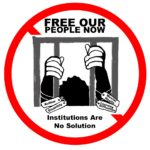 FREE OUR
PEOPLE NOW
Institutions Are
No Solution